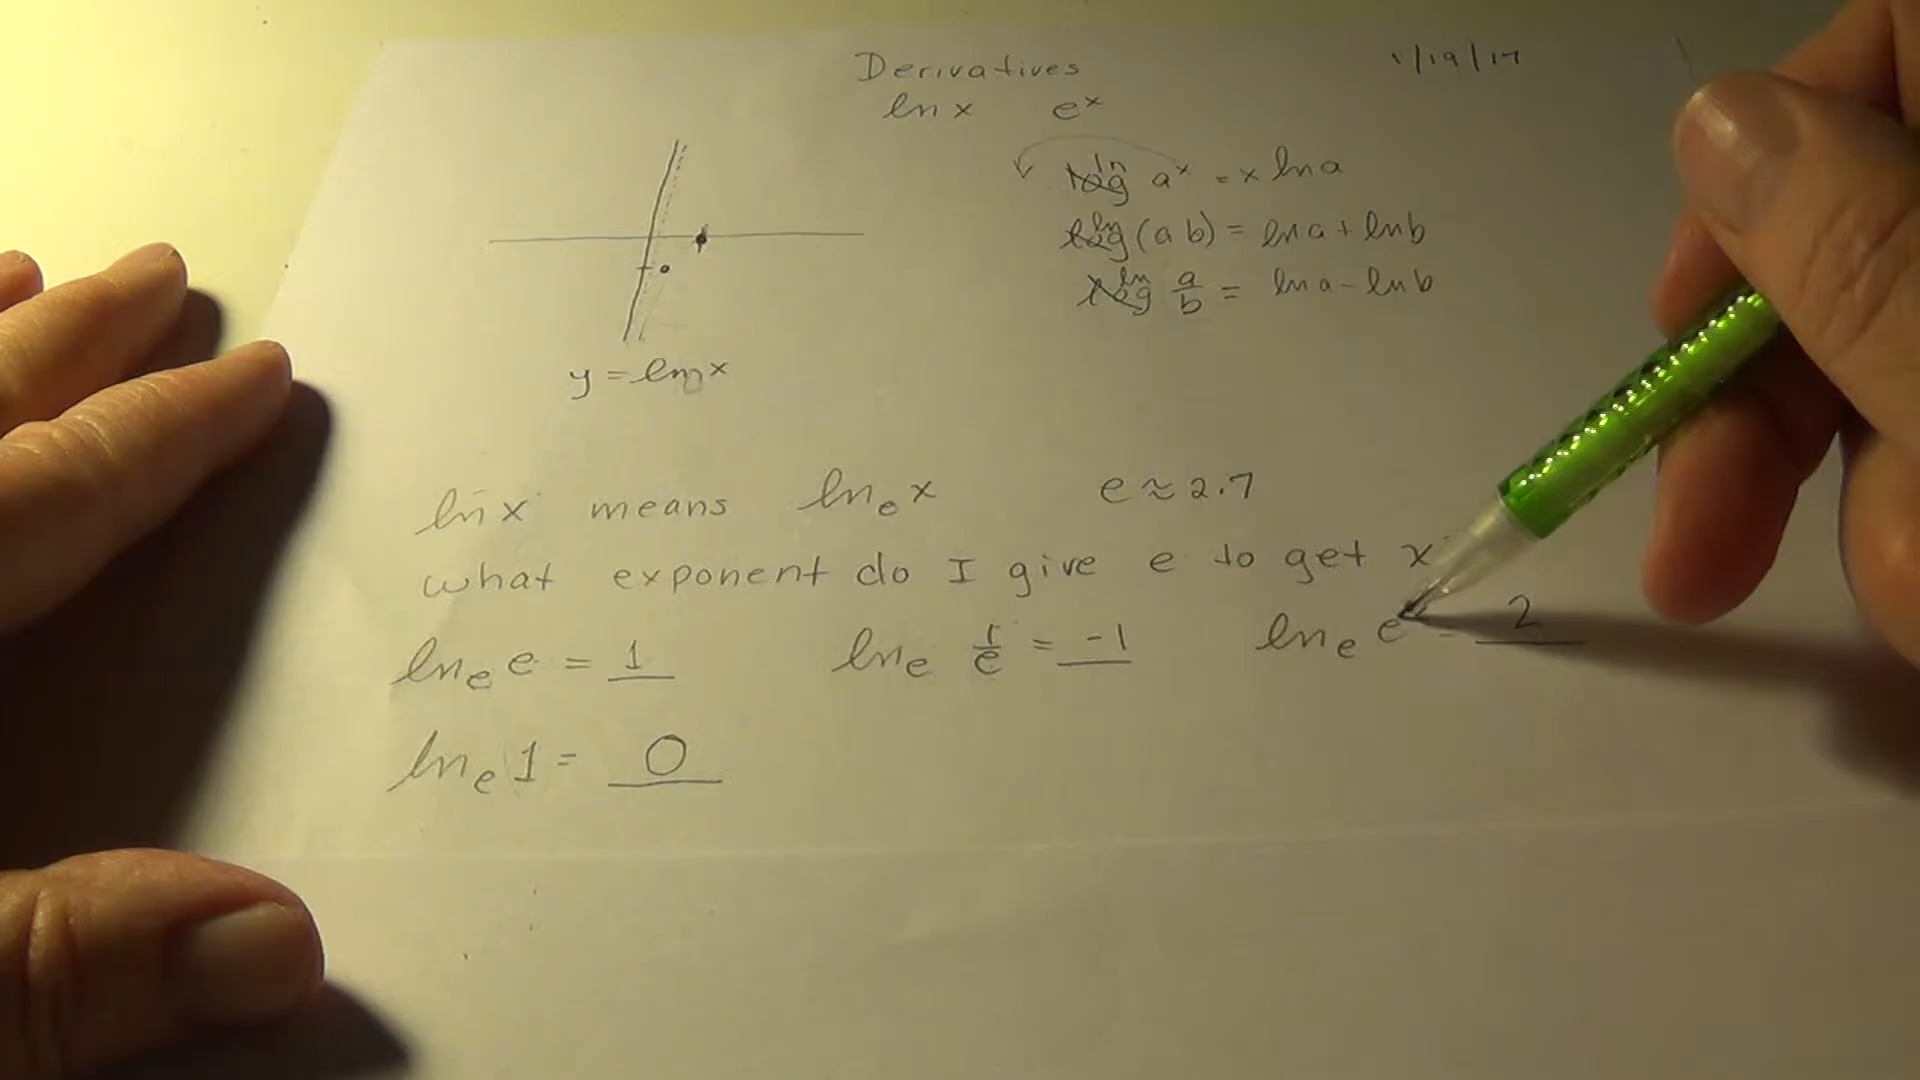 Derivatives 1/19/17
ln x e^x
ln a^x = x ln a
ln (a b) = ln a + ln b
ln a/b = ln a - ln b
y = ln x
ln x means ln_e x e ≈ 2.7
what exponent do I give e to get x
ln_e e = 1 ln_e 1/e = -1 ln_e e = 2
ln_e 1 = 0